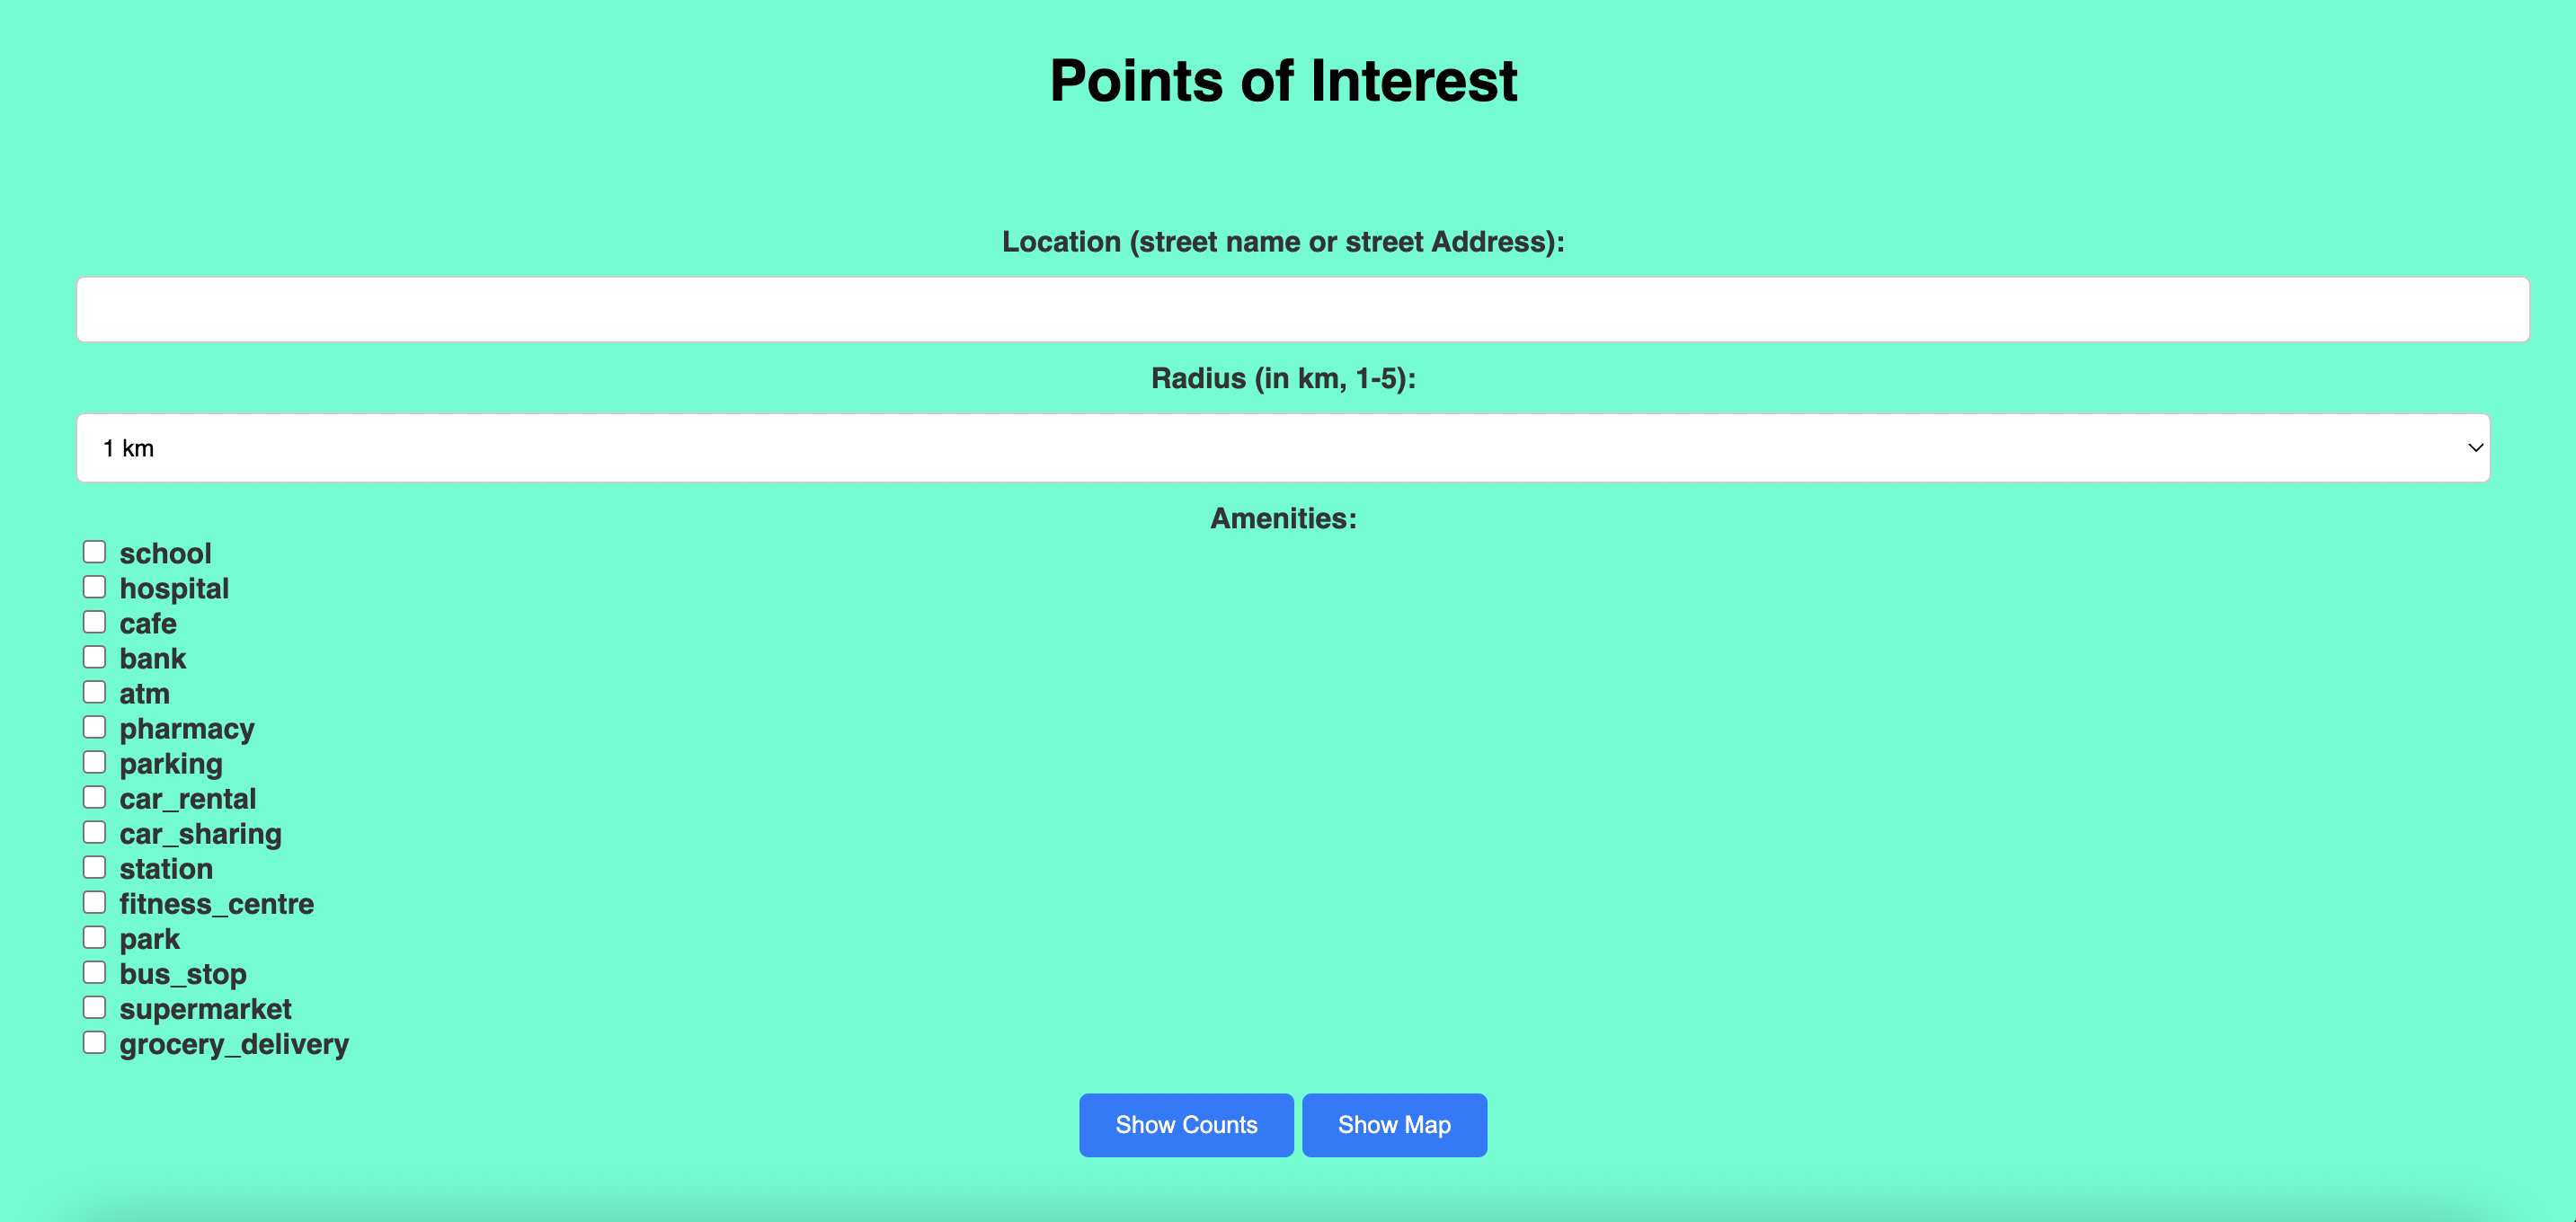 Points of Interest
Location (street name or street Address):
Radius (in km, 1-5):
1 km
Amenities:
school
hospital
cafe
bank
atm
pharmacy
parking
car_rental
car_sharing
station
fitness_centre
park
bus_stop
supermarket
grocery_delivery
Show Counts Show Map